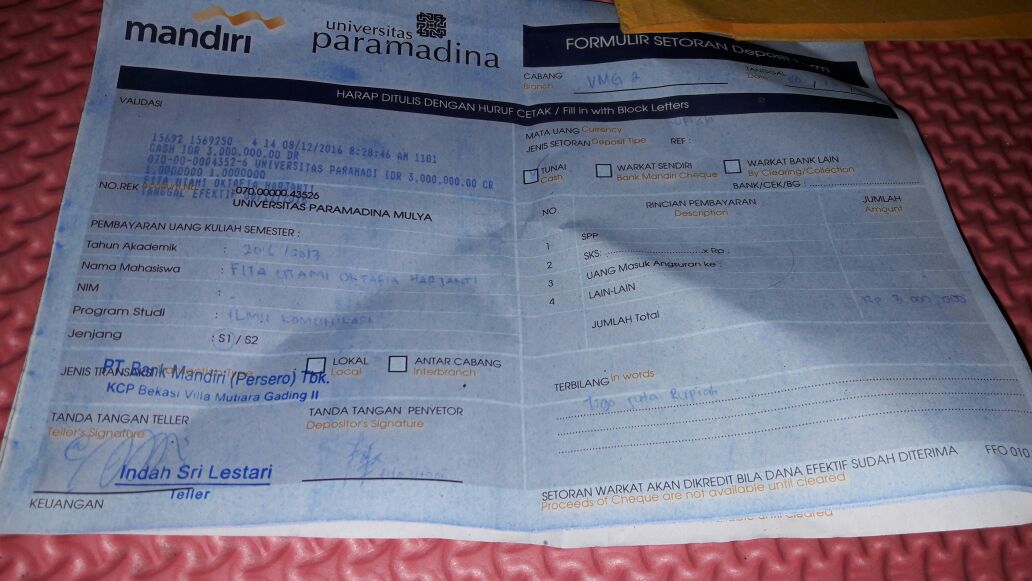 mandiri
universitas
paramadina
FORMULIR SETORAN Deposit Form
CABANG
Branch
VMG 2
TANGGAL
Date
HARAP DITULIS DENGAN HURUF CETAK / Fill in with Block Letters
VALIDASI
15692 1569250 4 14 08/12/2016 8:28:46 AM 1101
CASH IDR 3,000,000.00 DR
070-00-0004352-6 UNIVERSITAS PARAMADI IDR 3,000,000.00 CR
1.0000000 1.0000000
FITA UTAMI OKTAFIA HARJANTI
TANGGAL EFEKTIF
NO.REK Account No. 070.00000.43526
UNIVERSITAS PARAMADINA MULYA
PEMBAYARAN UANG KULIAH SEMESTER :
Tahun Akademik : 2016 / 2017
Nama Mahasiswa : FITA UTAMI OKTAFIA HARJANTI
NIM :
Program Studi : ILMU KOMUNIKASI
Jenjang : S1 / S2
JENIS TRANSAKSI
LOKAL
Local
ANTAR CABANG
Interbranch
PT. Bank Mandiri (Persero) Tbk.
KCP Bekasi Villa Mutiara Gading II
TANDA TANGAN TELLER
Teller's Signature
TANDA TANGAN PENYETOR
Depositor's Signature
Indah Sri Lestari
Teller
KEUANGAN
MATA UANG Currency
JENIS SETORAN Deposit Tipe
REF :
TUNAI
Cash
WARKAT SENDIRI
Bank Mandiri Cheque
WARKAT BANK LAIN
By Clearing/Collection
BANK/CEK/BG :
NO.
RINCIAN PEMBAYARAN
Description
JUMLAH
Amount
1 SPP
2 SKS:..............................x Rp :
3 UANG Masuk Angsuran ke :
4 LAIN-LAIN
JUMLAH Total
Rp 3.000.000
TERBILANG In words
Tiga juta Rupiah
SETORAN WARKAT AKAN DIKREDIT BILA DANA EFEKTIF SUDAH DITERIMA
Proceeds of Cheque are not available until cleared
FFO 010
until cleared